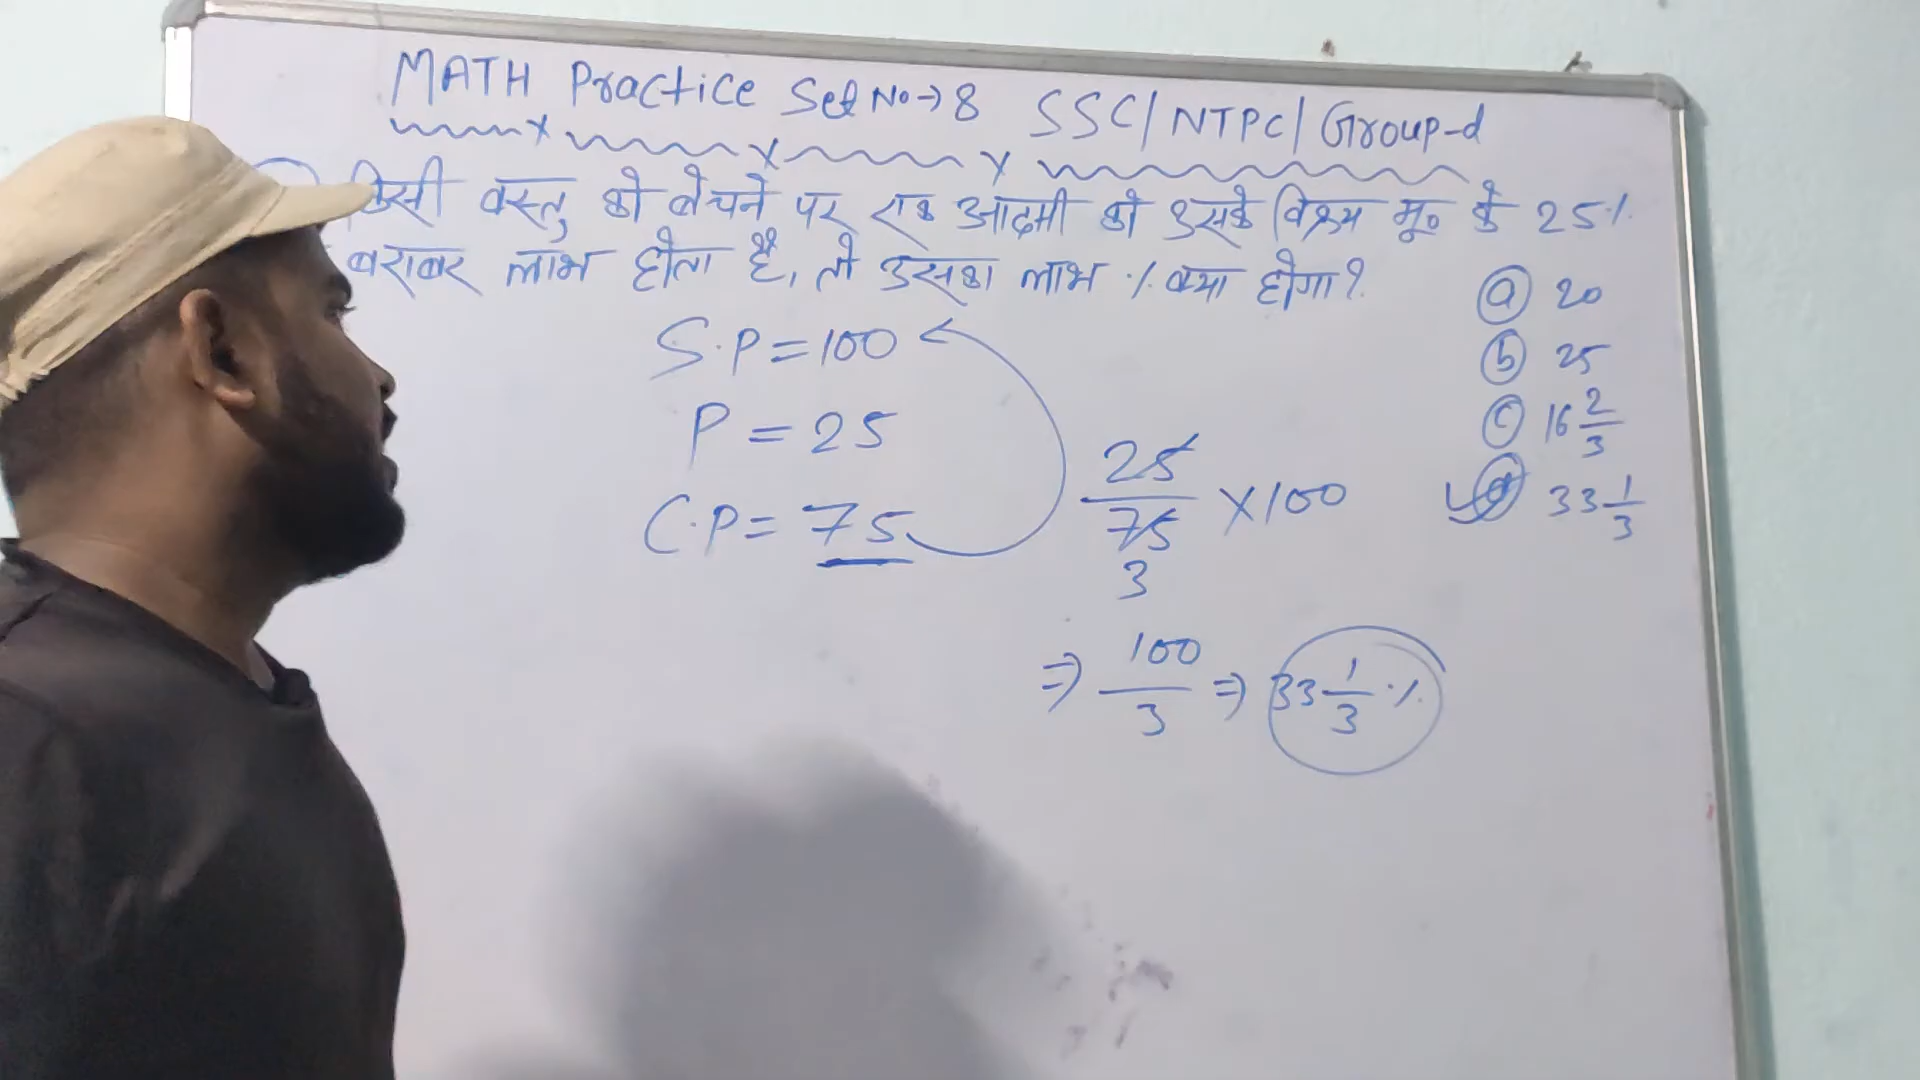 MATH Practice Set No→8 SSC/NTPC/Group-d
किसी वस्तु को बेचने पर एक आदमी को उसके विक्रय मू० के 25%
बराबर लाभ होता है, तो उसका लाभ % क्या होगा?
(a) 20
(b) 25
(c) 16 2/3
(d) 33 1/3
S.P = 100
P = 25
C.P = 75
25/75 × 100
3
⇒ 100/3 ⇒ 33 1/3 %